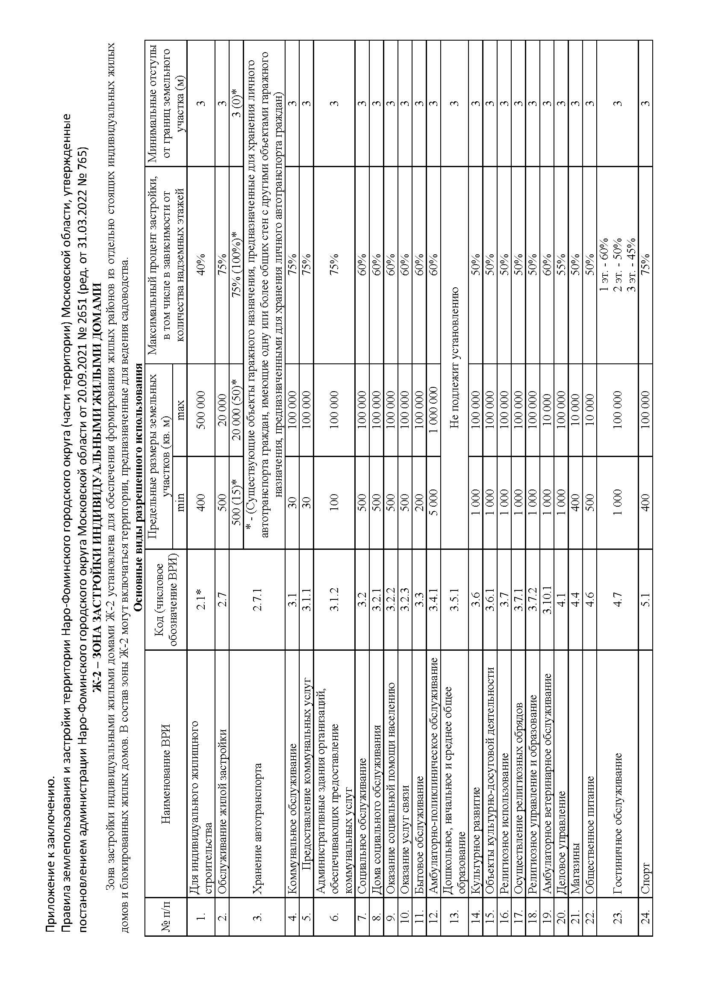 Приложение к заключению.
Правила землепользования и застройки территории Наро-Фоминского городского округа (части территории) Московской области, утвержденные
постановлением администрации Наро-Фоминского городского округа Московской области от 20.09.2021 № 2651 (ред. от 31.03.2022 № 765)
Ж-2 – ЗОНА ЗАСТРОЙКИ ИНДИВИДУАЛЬНЫМИ ЖИЛЫМИ ДОМАМИ
Зона застройки индивидуальными жилыми домами Ж-2 установлена для обеспечения формирования жилых районов из отдельно стоящих индивидуальных жилых
домов и блокированных жилых домов. В состав зоны Ж-2 могут включаться территории, предназначенные для ведения садоводства.
Основные виды разрешенного использования
№ п/п
Наименование ВРИ
Код (числовое
обозначение ВРИ)
Предельные размеры земельных
участков (кв. м)
min
max
Максимальный процент застройки,
в том числе в зависимости от
количества надземных этажей
Минимальные отступы
от границ земельного
участка (м)
1. Для индивидуального жилищного
строительства 2.1* 400 500 000 40% 3
2. Обслуживание жилой застройки 2.7 500 20 000 75% 3
3. Хранение автотранспорта 2.7.1 500 (15)* 20 000 (50)* 75% (100%)* 3 (0)*
* - (Существующие объекты гаражного назначения, предназначенные для хранения личного
автотранспорта граждан, имеющие одну или более общих стен с другими объектами гаражного
назначения, предназначенными для хранения личного автотранспорта граждан)
4. Коммунальное обслуживание 3.1 30 100 000 75% 3
5. Предоставление коммунальных услуг 3.1.1 30 100 000 75% 3
6. Административные здания организаций,
обеспечивающих предоставление
коммунальных услуг 3.1.2 100 100 000 75% 3
7. Социальное обслуживание 3.2 500 100 000 60% 3
8. Дома социального обслуживания 3.2.1 500 100 000 60% 3
9. Оказание социальной помощи населению 3.2.2 500 100 000 60% 3
10. Оказание услуг связи 3.2.3 500 100 000 60% 3
11. Бытовое обслуживание 3.3 200 100 000 60% 3
12. Амбулаторно-поликлиническое обслуживание 3.4.1 5 000 1 000 000 60% 3
13. Дошкольное, начальное и среднее общее
образование 3.5.1 Не подлежит установлению 3
14. Культурное развитие 3.6 1 000 100 000 50% 3
15. Объекты культурно-досуговой деятельности 3.6.1 1 000 100 000 50% 3
16. Религиозное использование 3.7 1 000 100 000 50% 3
17. Осуществление религиозных обрядов 3.7.1 1 000 100 000 50% 3
18. Религиозное управление и образование 3.7.2 1 000 100 000 50% 3
19. Амбулаторное ветеринарное обслуживание 3.10.1 1 000 10 000 60% 3
20. Деловое управление 4.1 1 000 100 000 55% 3
21. Магазины 4.4 400 10 000 50% 3
22. Общественное питание 4.6 500 10 000 50% 3
23. Гостиничное обслуживание 4.7 1 000 100 000 1 эт. - 60%
2 эт. - 50%
3 эт. - 45% 3
24. Спорт 5.1 400 100 000 75% 3